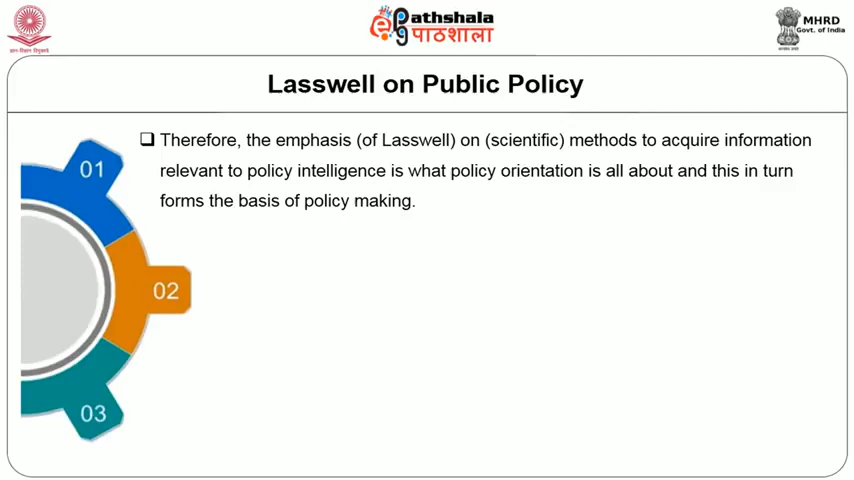 ePathshala
पाठशाला
MHRD
Govt. of India
Lasswell on Public Policy
Therefore, the emphasis (of Lasswell) on (scientific) methods to acquire information
relevant to policy intelligence is what policy orientation is all about and this in turn
forms the basis of policy making.
01
02
03